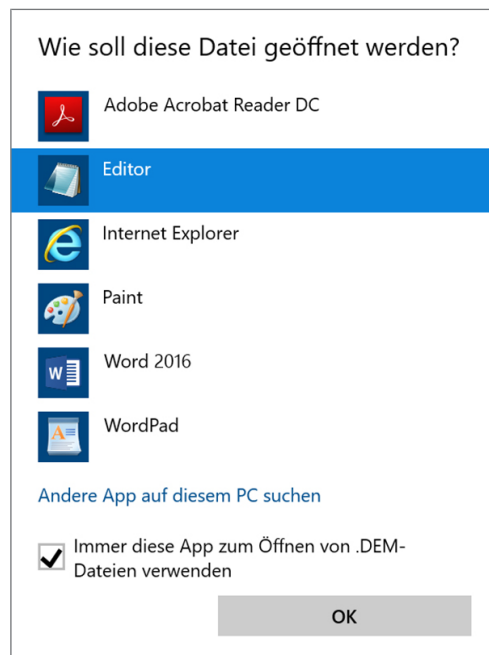 Wie soll diese Datei geöffnet werden?
Adobe Acrobat Reader DC
Editor
Internet Explorer
Paint
Word 2016
WordPad
Andere App auf diesem PC suchen
Immer diese App zum Öffnen von .DEM-
Dateien verwenden
OK